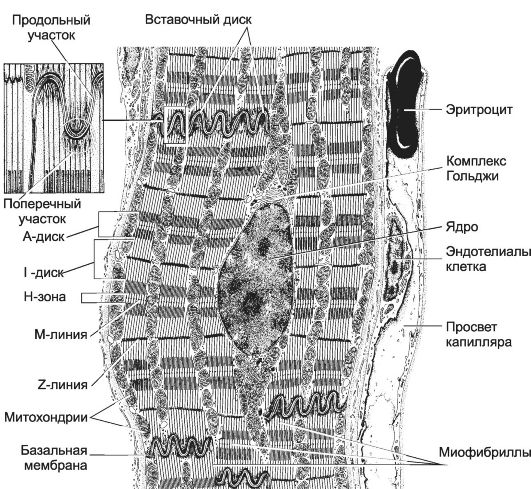 Продольный
участок
Вставочный диск
Эритроцит
Поперечный
участок
Комплекс
Гольджи
А-диск
Ядро
I -диск
Эндотелиальная
клетка
Н-зона
М-линия
Просвет
капилляра
Z-линия
Митохондрии
Базальная
мембрана
Миофибриллы